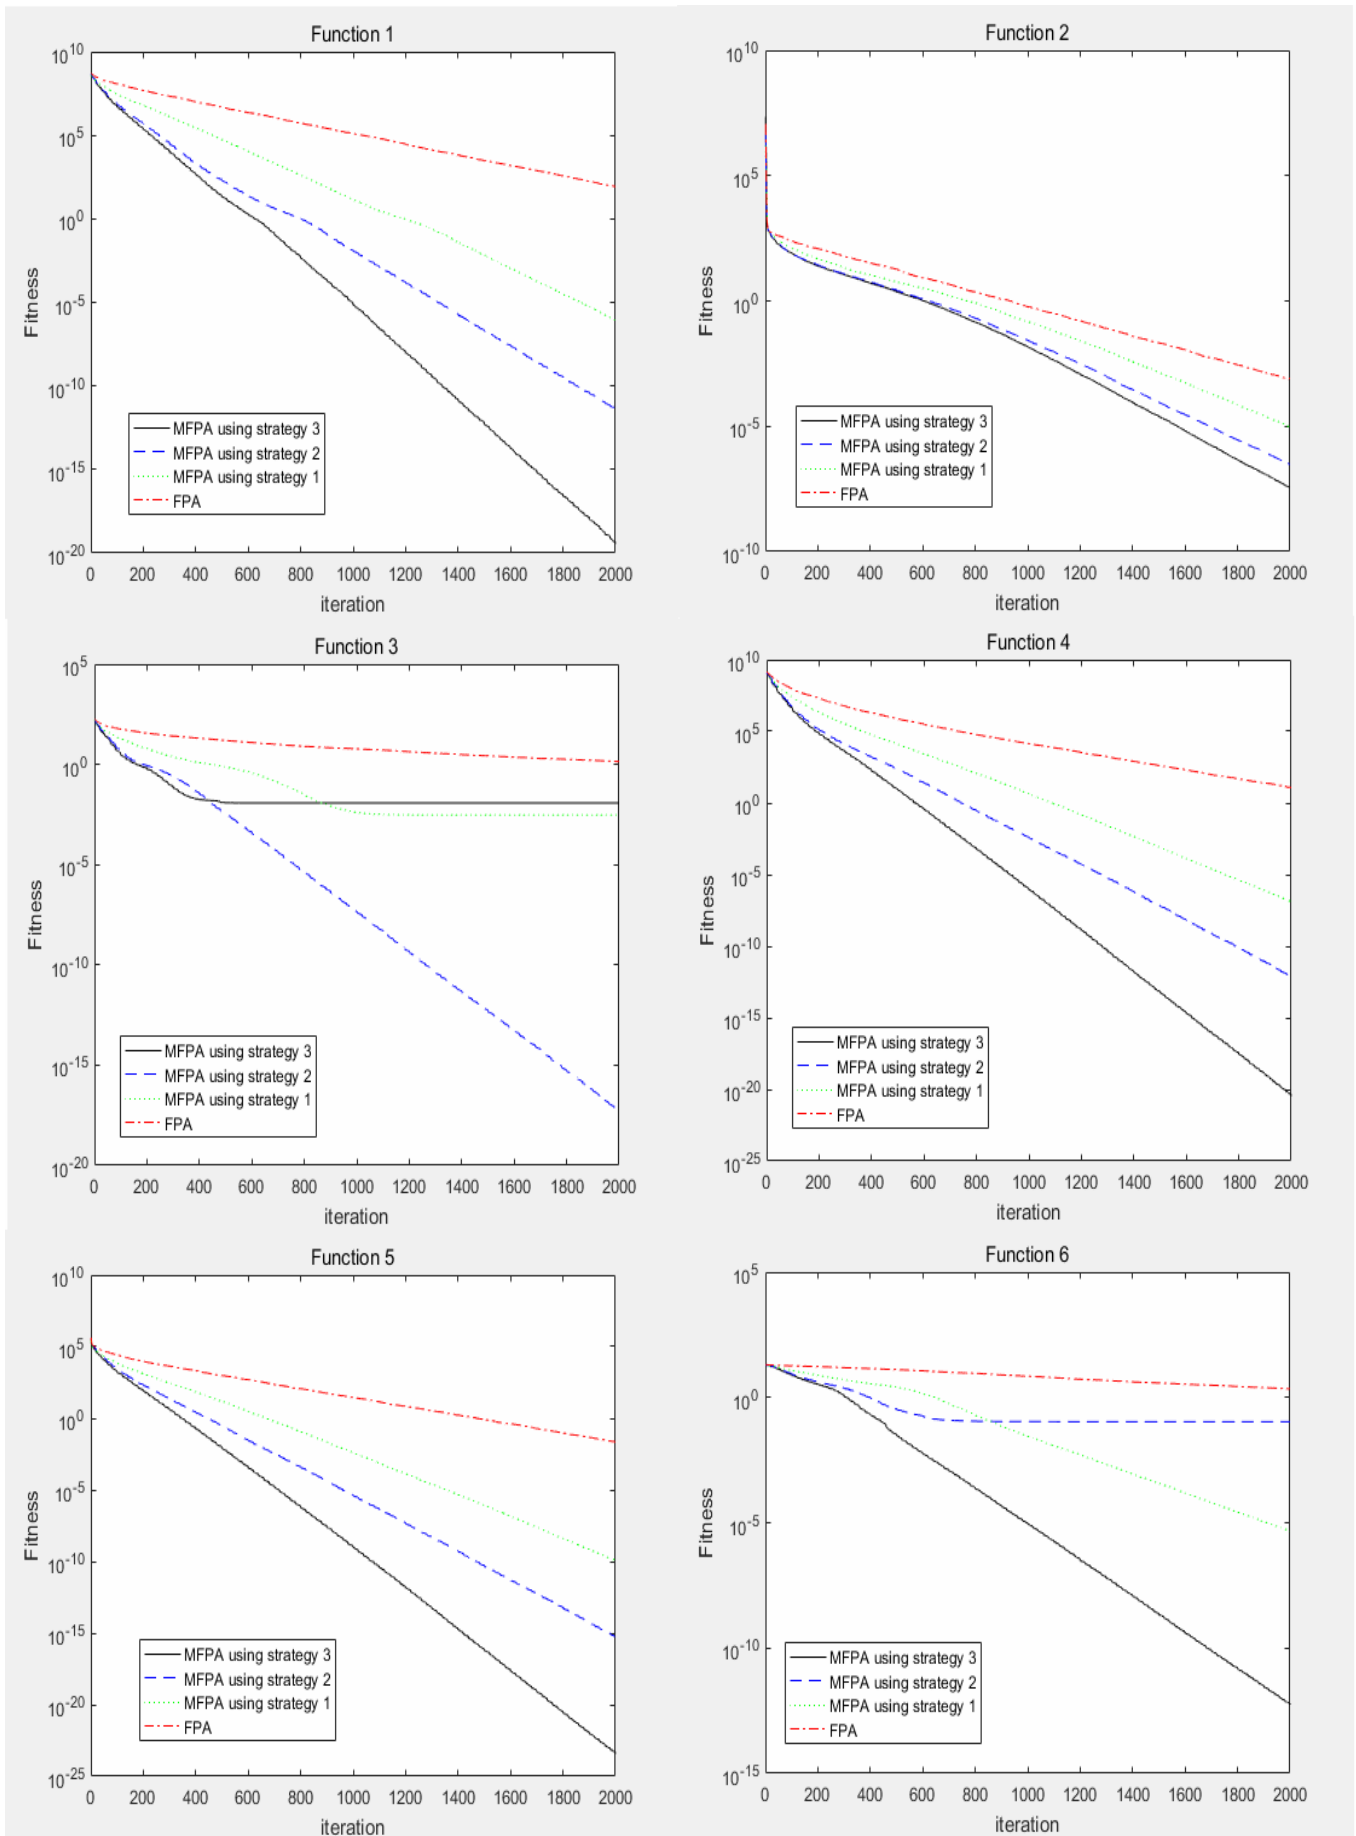 Function 1
10^10
10^5
10^0
10^-5
10^-10
10^-15
10^-20
Fitness
MFPA using strategy 3
MFPA using strategy 2
MFPA using strategy 1
FPA
0 200 400 600 800 1000 1200 1400 1600 1800 2000
iteration
Function 2
10^10
10^5
10^0
10^-5
10^-10
Fitness
MFPA using strategy 3
MFPA using strategy 2
MFPA using strategy 1
FPA
0 200 400 600 800 1000 1200 1400 1600 1800 2000
iteration
Function 3
10^5
10^0
10^-5
10^-10
10^-15
10^-20
Fitness
MFPA using strategy 3
MFPA using strategy 2
MFPA using strategy 1
FPA
0 200 400 600 800 1000 1200 1400 1600 1800 2000
iteration
Function 4
10^10
10^5
10^0
10^-5
10^-10
10^-15
10^-20
10^-25
Fitness
MFPA using strategy 3
MFPA using strategy 2
MFPA using strategy 1
FPA
0 200 400 600 800 1000 1200 1400 1600 1800 2000
iteration
Function 5
10^10
10^5
10^0
10^-5
10^-10
10^-15
10^-20
10^-25
Fitness
MFPA using strategy 3
MFPA using strategy 2
MFPA using strategy 1
FPA
0 200 400 600 800 1000 1200 1400 1600 1800 2000
iteration
Function 6
10^5
10^0
10^-5
10^-10
10^-15
Fitness
MFPA using strategy 3
MFPA using strategy 2
MFPA using strategy 1
FPA
0 200 400 600 800 1000 1200 1400 1600 1800 2000
iteration